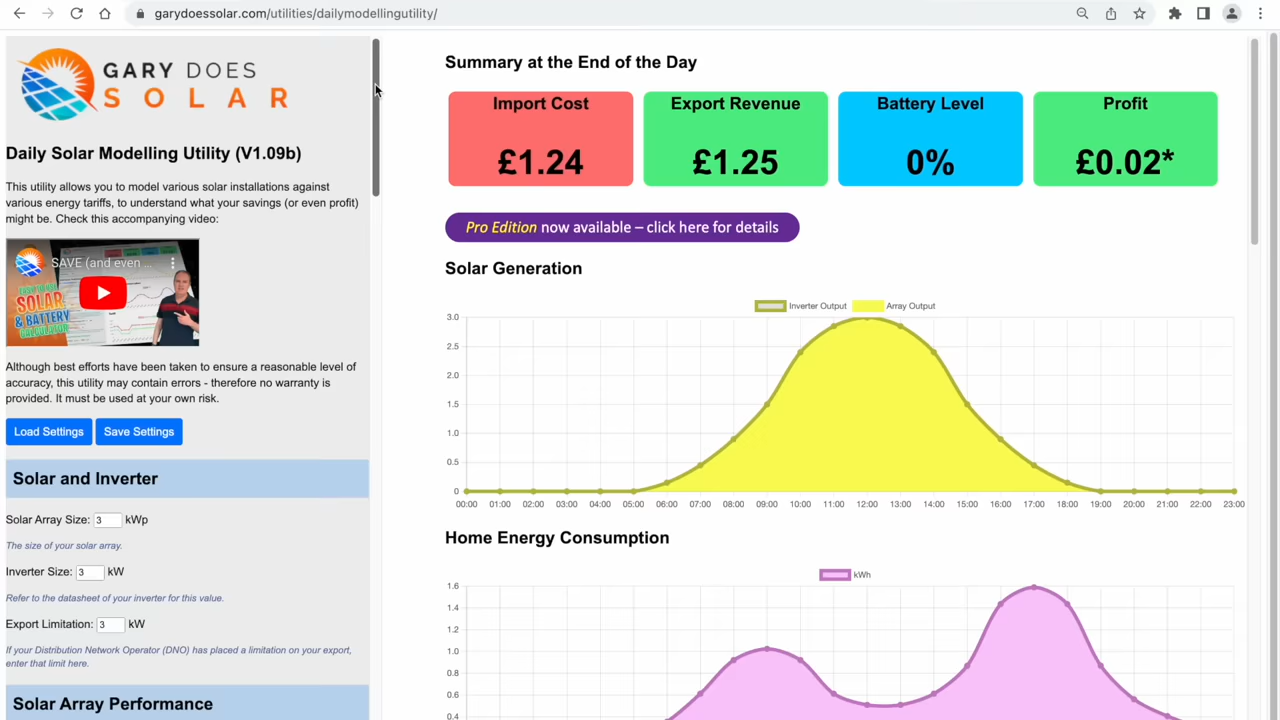 garydoessolar.com/utilities/dailymodellingutility/
GARY DOES
SOLAR
Daily Solar Modelling Utility (V1.09b)
This utility allows you to model various solar installations against
various energy tariffs, to understand what your savings (or even profit)
might be. Check this accompanying video:
SAVE (and even ...
SOLAR
& BATTERY
CALCULATOR
Although best efforts have been taken to ensure a reasonable level of
accuracy, this utility may contain errors - therefore no warranty is
provided. It must be used at your own risk.
Load Settings Save Settings
Solar and Inverter
Solar Array Size: 3 kWp
The size of your solar array.
Inverter Size: 3 kW
Refer to the datasheet of your inverter for this value.
Export Limitation: 3 kW
If your Distribution Network Operator (DNO) has placed a limitation on your export,
enter that limit here.
Solar Array Performance
Summary at the End of the Day
Import Cost Export Revenue Battery Level Profit
£1.24 £1.25 0% £0.02*
Pro Edition now available – click here for details
Solar Generation
Inverter Output Array Output
3.0
2.5
2.0
1.5
1.0
0.5
0
00:00 01:00 02:00 03:00 04:00 05:00 06:00 07:00 08:00 09:00 10:00 11:00 12:00 13:00 14:00 15:00 16:00 17:00 18:00 19:00 20:00 21:00 22:00 23:00
Home Energy Consumption
kWh
1.6
1.4
1.2
1.0
0.8
0.6
0.4